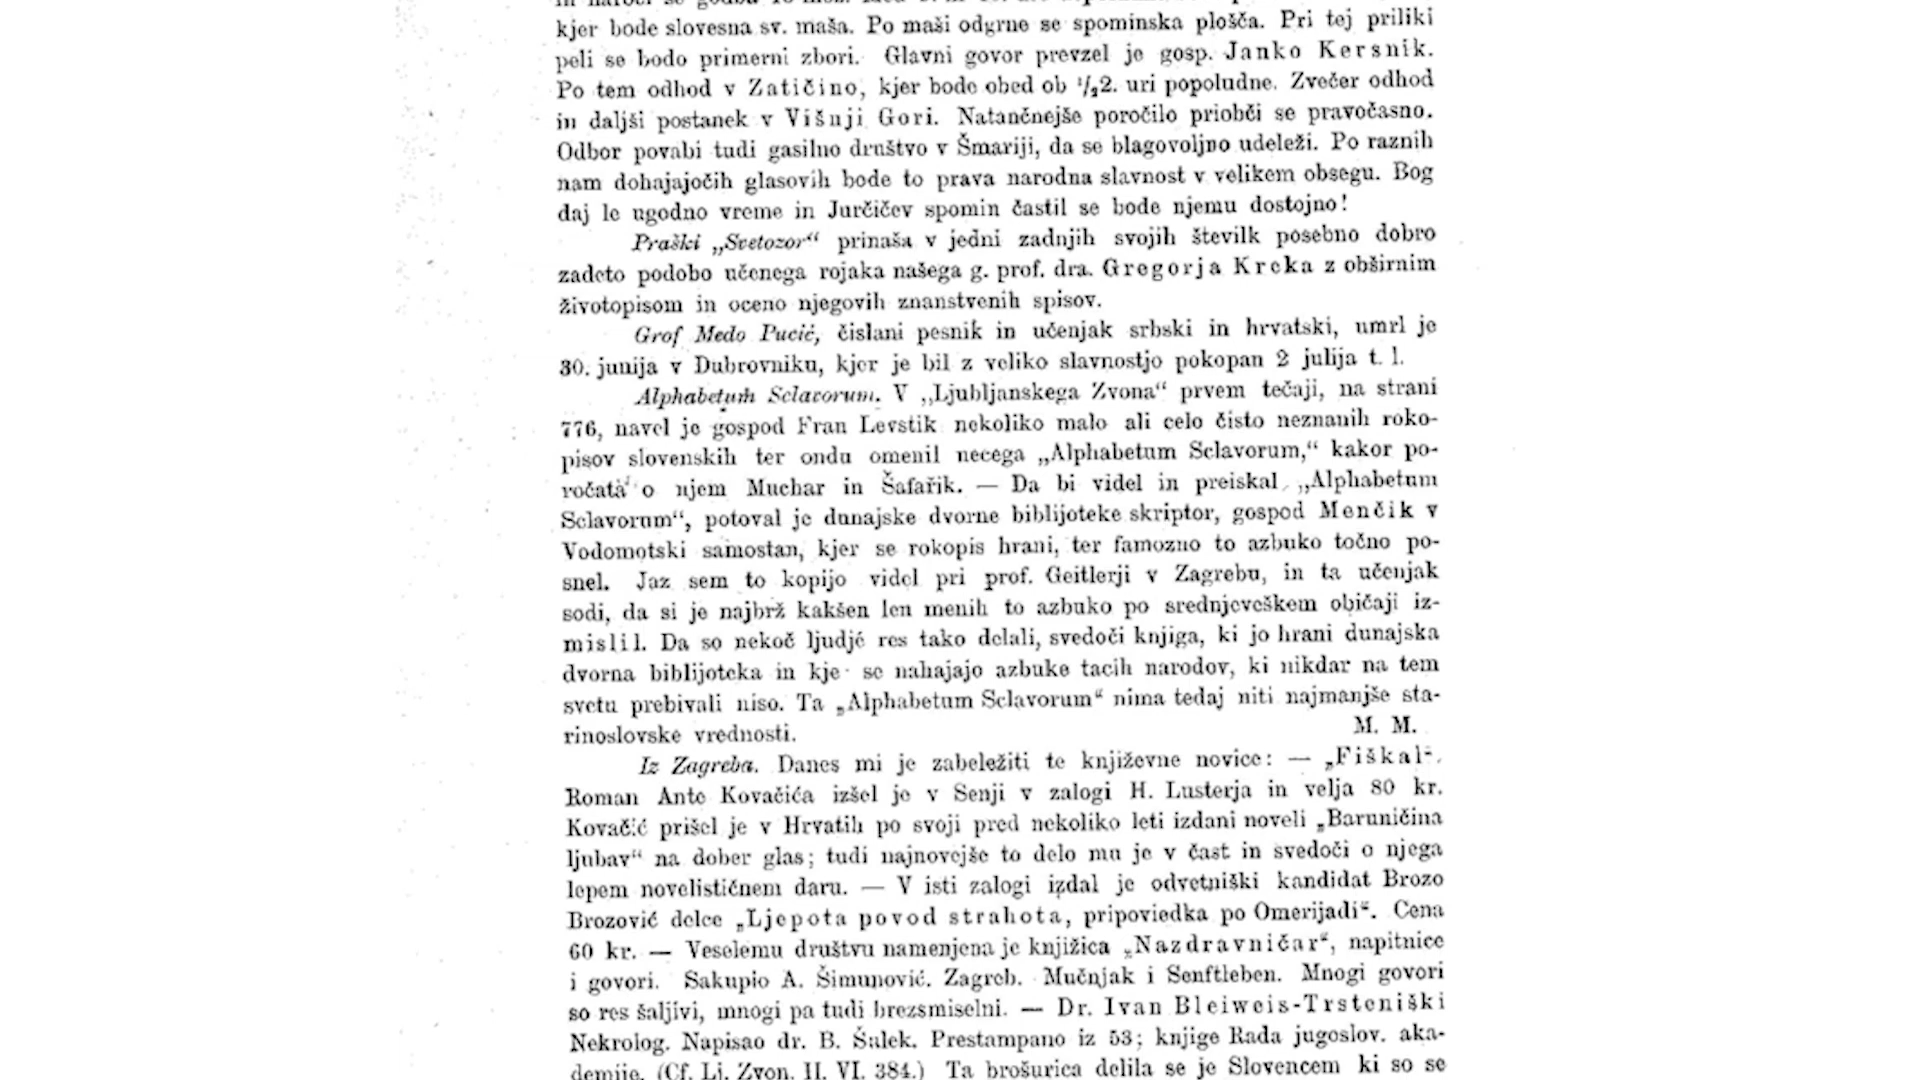 kjer bode slovesna sv. maša. Po maši odgrne se spominska plošča. Pri tej priliki
peli se bodo primerni zbori. Glavni govor prevzel je gosp. Janko Kersnik.
Po tem odhod v Zatičino, kjer bode obed ob ½2. uri popoludne. Zvečer odhod
in daljši postanek v Višnji Gori. Natančnejše poročilo priobči se pravočasno.
Odbor povabi tudi gasilno društvo v Šmariji, da se blagovoljno udeleži. Po raznih
nam dohajajočih glasovih bode to prava narodna slavnost v velikem obsegu. Bog
daj le ugodno vreme in Jurčičev spomin častil se bode njemu dostojno!
Praški „Svetozor“ prinaša v jedni zadnjih svojih številk posebno dobro
zadeto podobo učenega rojaka našega g. prof. dra. Gregorja Kreka z obširnim
životopisom in oceno njegovih znanstvenih spisov.
Grof Medo Pucić, čislani pesnik in učenjak srbski in hrvatski, umrl je
30. junija v Dubrovniku, kjer je bil z veliko slavnostjo pokopan 2 julija t. l.
Alphabetum Sclavorum. V „Ljubljanskega Zvona“ prvem tečaji, na strani
776, navel je gospod Fran Levstik nekoliko malo ali celo čisto neznanih roko-
pisov slovenskih ter ondu omenil necega „Alphabetum Sclavorum,“ kakor po-
ročata o njem Muchar in Šafařik. — Da bi videl in preiskal „Alphabetum
Sclavorum“, potoval je dunajske dvorne biblijoteke skriptor, gospod Menčik v
Vodomotski samostan, kjer se rokopis hrani, ter famozno to azbuko točno po-
snel. Jaz sem to kopijo videl pri prof. Geitlerji v Zagrebu, in ta učenjak
sodi, da si je najbrž kakšen len menih to azbuko po srednjeveškem običaji iz-
mislil. Da so nekoč ljudjé res tako delali, svedoči knjiga, ki jo hrani dunajska
dvorna biblijoteka in kje se nahajajo azbuke tacih narodov, ki nikdar na tem
svetu prebivali niso. Ta „Alphabetum Sclavorum“ nima tedaj niti najmanjše sta-
rinoslovske vrednosti. M. M.
Iz Zagreba. Danes mi je zabeležiti te književne novice: — „Fiškal“.
Roman Ante Kovačića izšel je v Senji v zalogi H. Lusterja in velja 80 kr.
Kovačić prišel je v Hrvatih po svoji pred nekoliko leti izdani noveli „Baruničina
ljubav“ na dober glas; tudi najnovejše to delo mu je v čast in svedoči o njega
lepem novelističnem daru. — V isti zalogi izdal je odvetniški kandidat Brozo
Brozović delce „Ljepota povod strahota, pripoviedka po Omerijadi“. Cena
60 kr. — Veselemu društvu namenjena je knjižica „Nazdravničar“, napitnice
i govori. Sakupio A. Šimunović. Zagreb. Mučnjak i Senftleben. Mnogi govori
so res šaljivi, mnogi pa tudi brezsmiselni. — Dr. Ivan Bleiweis-Trsteniški
Nekrolog. Napisao dr. B. Šulek. Prestampano iz 53; knjige Rada jugoslov. aka-
demije. (Cf. Lj. Zvon. II. VI. 384.) Ta brošurica delila se je Slovencem ki so se